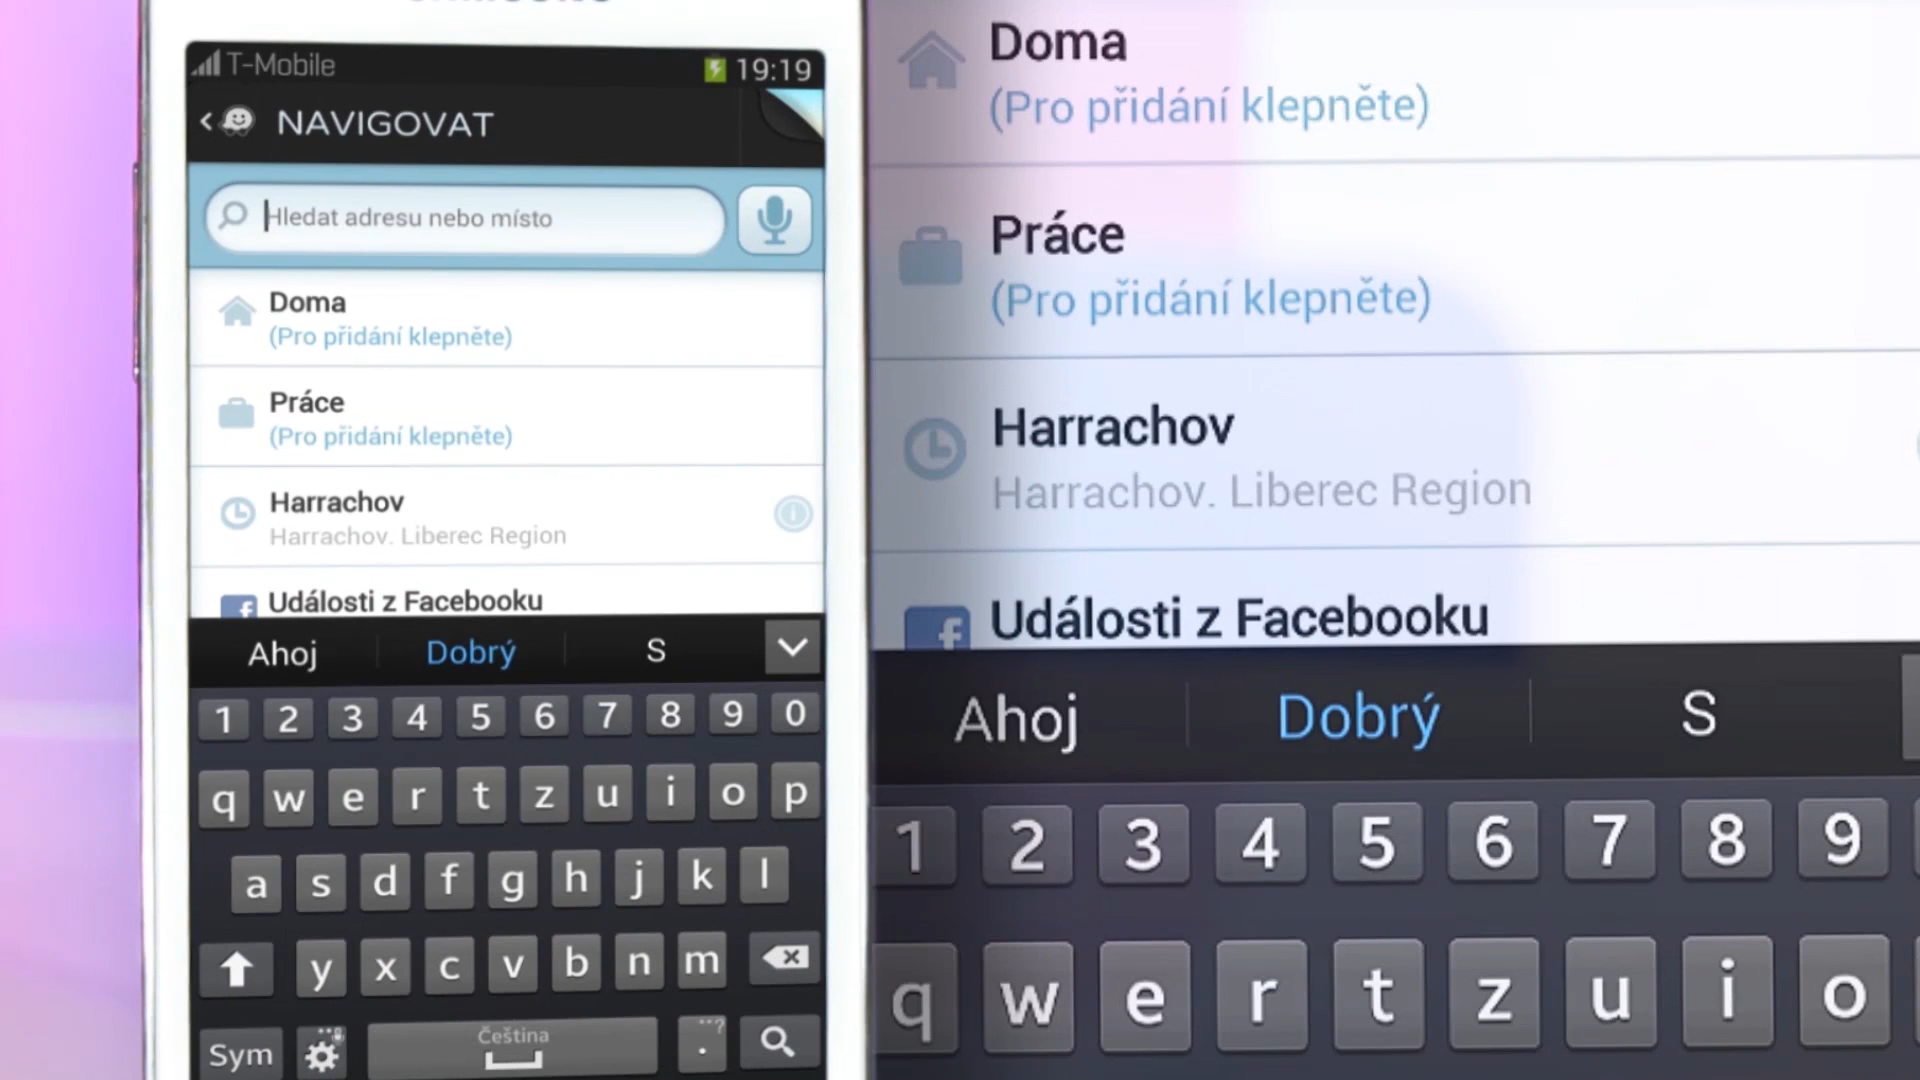 T-Mobile
19:19
NAVIGOVAT
Hledat adresu nebo místo
Doma
(Pro přidání klepněte)
Práce
(Pro přidání klepněte)
Harrachov
Harrachov. Liberec Region
Události z Facebooku
Ahoj Dobrý S
1 2 3 4 5 6 7 8 9 0
q w e r t z u i o p
a s d f g h j k l
y x c v b n m
Sym Čeština .
Doma
(Pro přidání klepněte)
Práce
(Pro přidání klepněte)
Harrachov
Harrachov. Liberec Region
Události z Facebooku
Ahoj Dobrý S
1 2 3 4 5 6 7 8 9
q w e r t z u i o